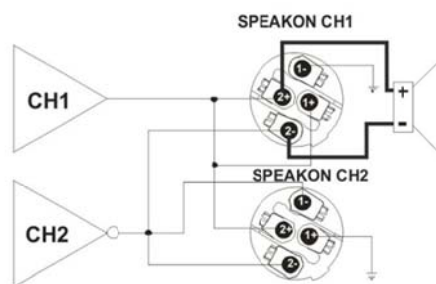 SPEAKON CH1
1-
2+
1+
2-
+
-
CH1
SPEAKON CH2
1-
2+
1+
2-
CH2